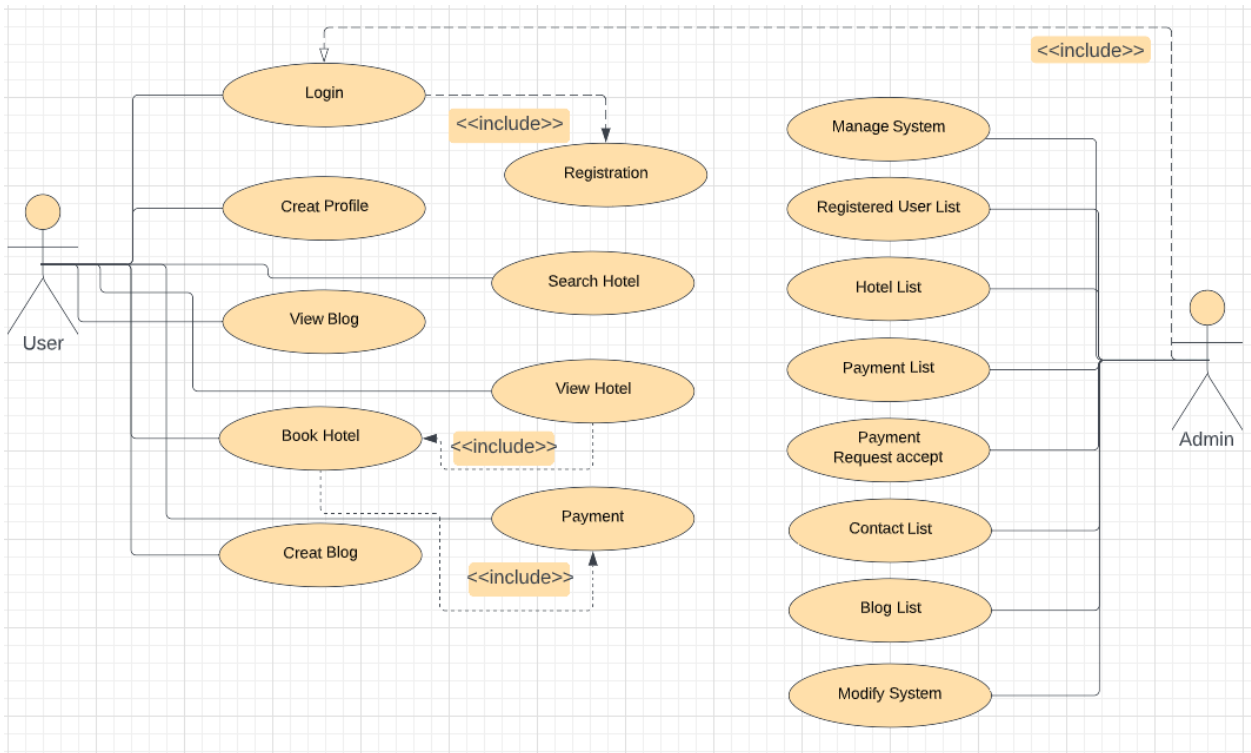 <<include>>
Login
<<include>>
Manage System
Registration
Creat Profile
Registered User List
Search Hotel
Hotel List
View Blog
User
Payment List
View Hotel
Admin
Book Hotel
<<include>>
Payment
Request accept
Payment
Contact List
Creat Blog
<<include>>
Blog List
Modify System